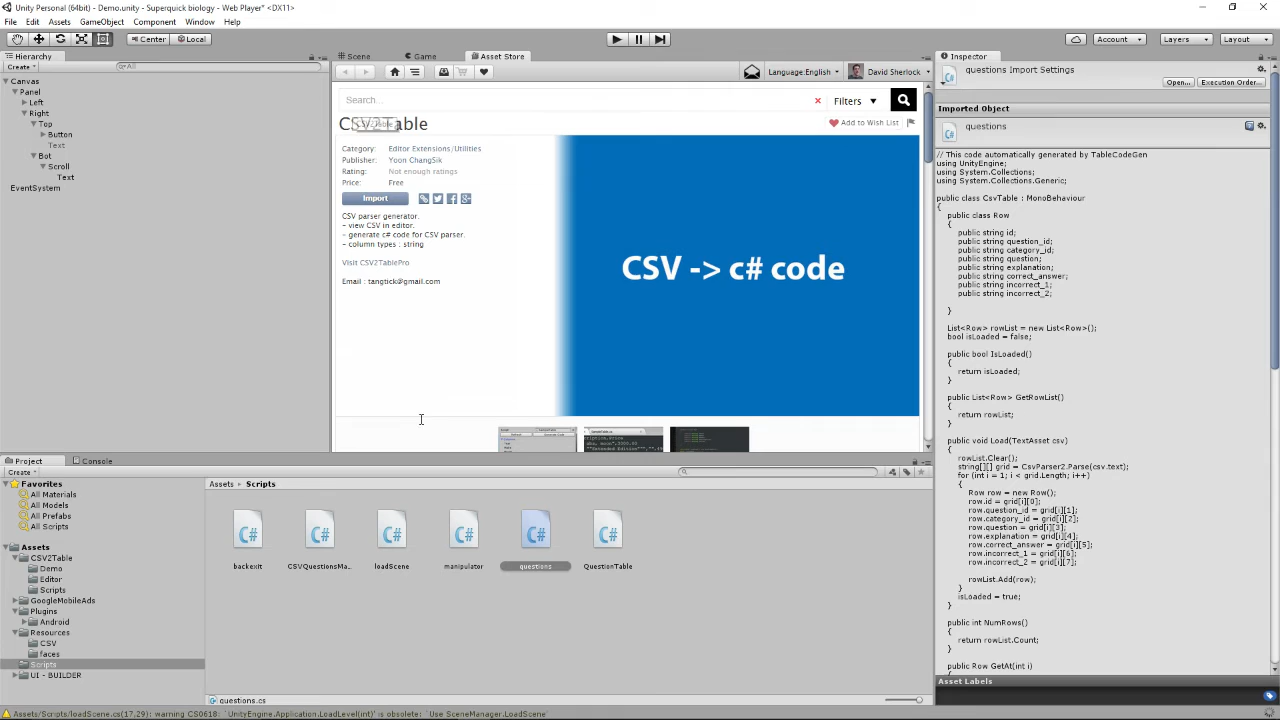 Unity Personal (64bit) - Demo.unity - Superquick biology - Web Player* <DX11>
File Edit Assets GameObject Component Window Help
Center Local
Account Layers Layout
Hierarchy
Create All
Canvas
Panel
Left
Right
Top
Button
Text
Bot
Scroll
Text
EventSystem
Scene Game Asset Store
Language:English David Sherlock
Search... Filters
CSV2Table
Add to Wish List
Category: Editor Extensions/Utilities
Publisher: Yoon ChangSik
Rating: Not enough ratings
Price: Free
Import
CSV parser generator.
- view CSV in editor.
- generate c# code for CSV parser.
- column types : string
Visit CSV2TablePro
Email : tangtick@gmail.com
CSV -> c# code
Inspector
questions Import Settings
Open... Execution Order...
Imported Object
questions
// This code automatically generated by TableCodeGen
using UnityEngine;
using System.Collections;
using System.Collections.Generic;
public class CsvTable : MonoBehaviour
{
public class Row
{
public string id;
public string question_id;
public string category_id;
public string question;
public string explanation;
public string correct_answer;
public string incorrect_1;
public string incorrect_2;
}
List<Row> rowList = new List<Row>();
bool isLoaded = false;
public bool IsLoaded()
{
return isLoaded;
}
public List<Row> GetRowList()
{
return rowList;
}
public void Load(TextAsset csv)
{
rowList.Clear();
string[][] grid = CsvParser2.Parse(csv.text);
for (int i = 1; i < grid.Length; i++)
{
Row row = new Row();
row.id = grid[i][0];
row.question_id = grid[i][1];
row.category_id = grid[i][2];
row.question = grid[i][3];
row.explanation = grid[i][4];
row.correct_answer = grid[i][5];
row.incorrect_1 = grid[i][6];
row.incorrect_2 = grid[i][7];
rowList.Add(row);
}
isLoaded = true;
}
public int NumRows()
{
return rowList.Count;
}
public Row GetAt(int i)
Asset Labels
Project Console
Create
Favorites
All Materials
All Models
All Prefabs
All Scripts
Assets
CSV2Table
Demo
Editor
Scripts
GoogleMobileAds
Plugins
Android
Resources
CSV
faces
Scripts
UI - BUILDER
Assets Scripts
backexit CSVQuestionsMa... loadScene manipulator questions QuestionTable
questions.cs
Assets/Scripts/loadScene.cs(17,29): warning CS0618: `UnityEngine.Application.LoadLevel(int)' is obsolete: `Use SceneManager.LoadScene'